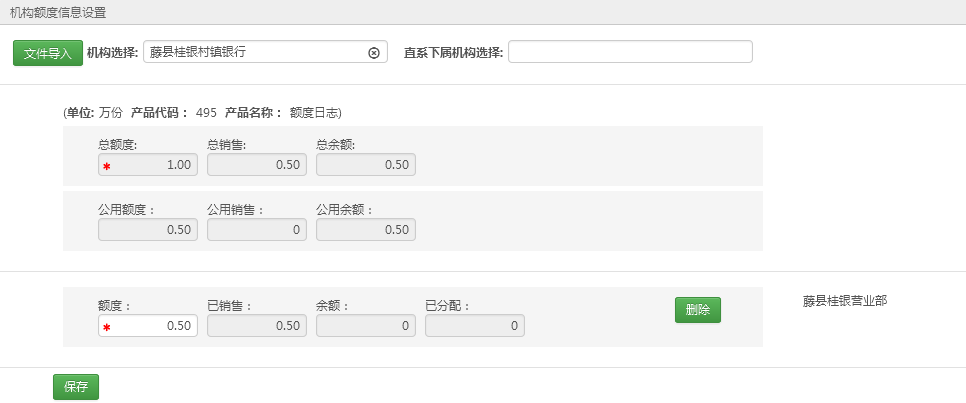 机构额度信息设置
文件导入 机构选择: 藤县桂银村镇银行 直系下属机构选择:
(单位: 万份 产品代码： 495 产品名称： 额度日志)
总额度: 总销售: 总余额:
* 1.00 0.50 0.50
公用额度： 公用销售： 公用余额：
0.50 0 0.50
额度： 已销售： 余额： 已分配： 删除 藤县桂银营业部
* 0.50 0.50 0 0
保存